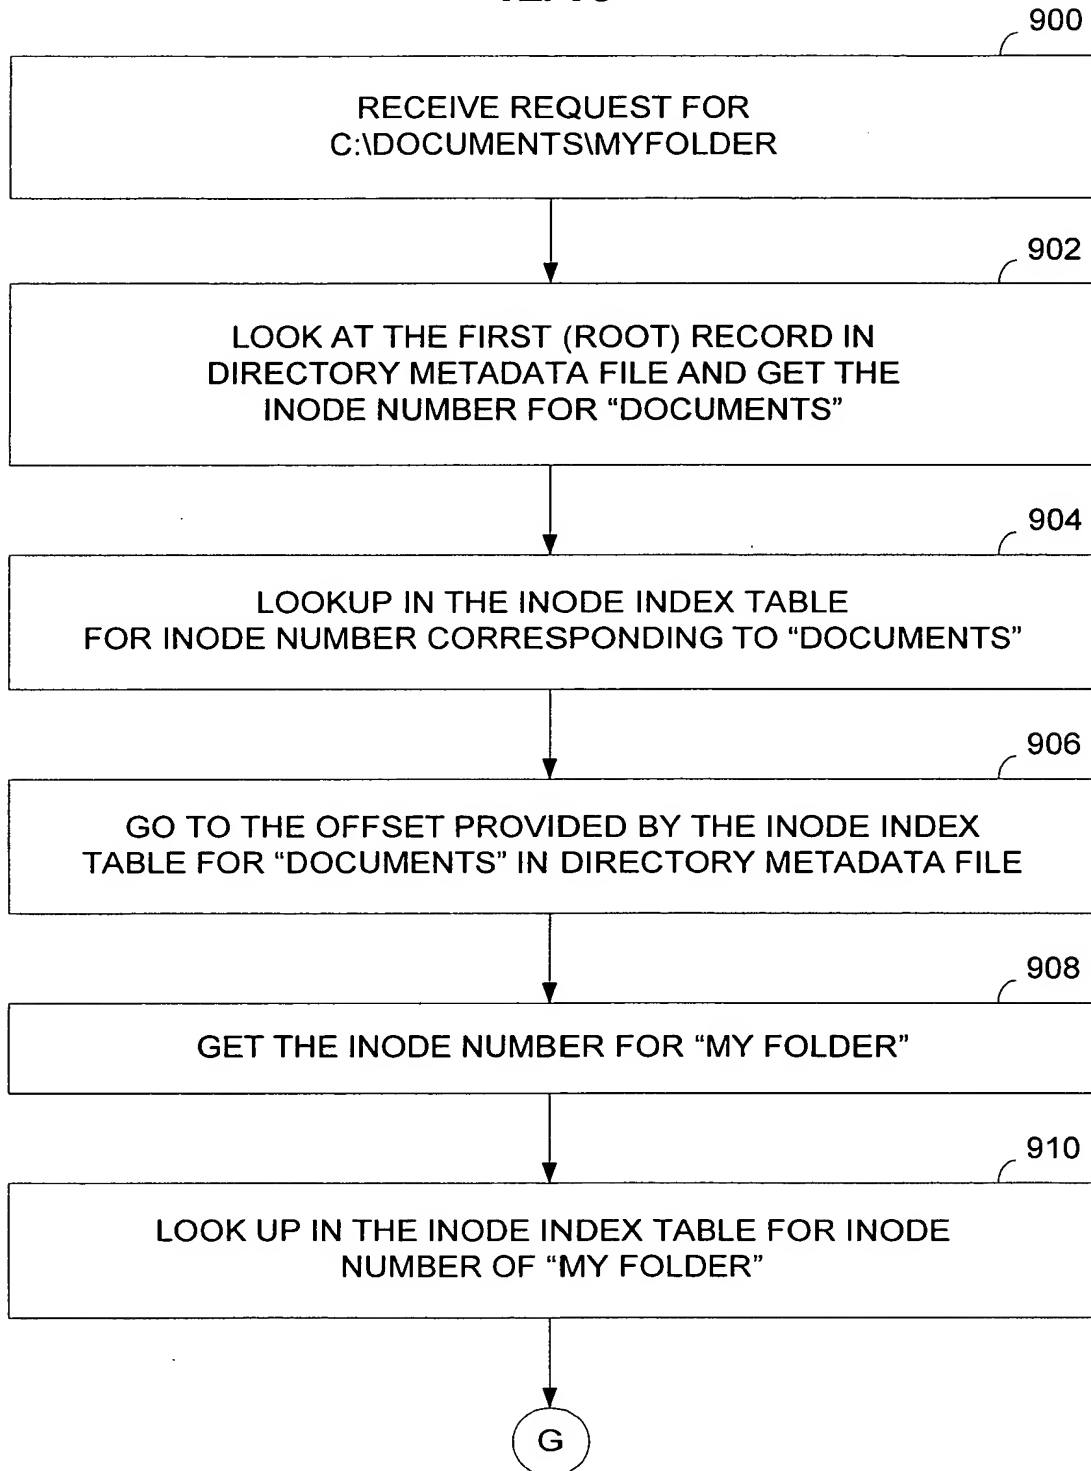 900
RECEIVE REQUEST FOR
C:\DOCUMENTS\MYFOLDER
902
LOOK AT THE FIRST (ROOT) RECORD IN
DIRECTORY METADATA FILE AND GET THE
INODE NUMBER FOR “DOCUMENTS”
904
LOOKUP IN THE INODE INDEX TABLE
FOR INODE NUMBER CORRESPONDING TO “DOCUMENTS”
906
GO TO THE OFFSET PROVIDED BY THE INODE INDEX
TABLE FOR “DOCUMENTS” IN DIRECTORY METADATA FILE
908
GET THE INODE NUMBER FOR “MY FOLDER”
910
LOOK UP IN THE INODE INDEX TABLE FOR INODE
NUMBER OF “MY FOLDER”
G